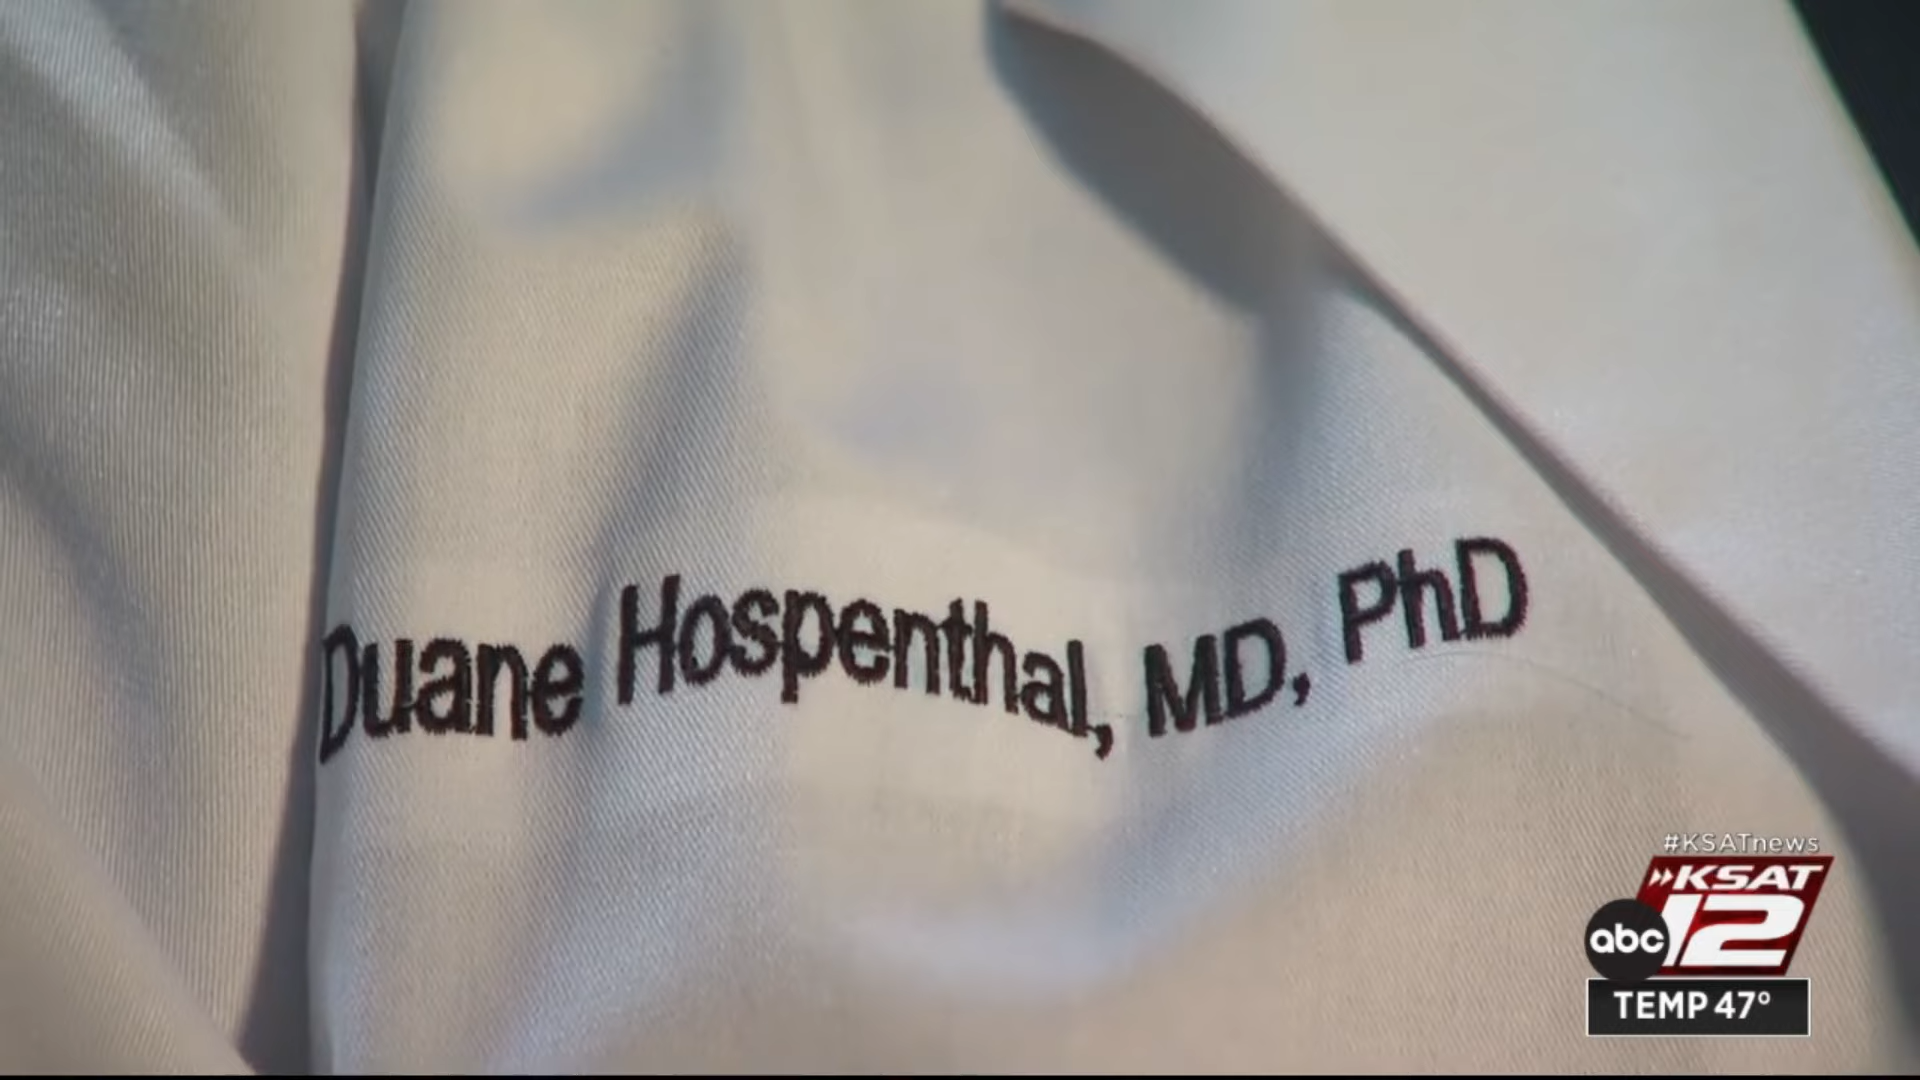 Duane Hospenthal, MD, PhD
#KSATnews
KSAT
12
abc
TEMP 47°